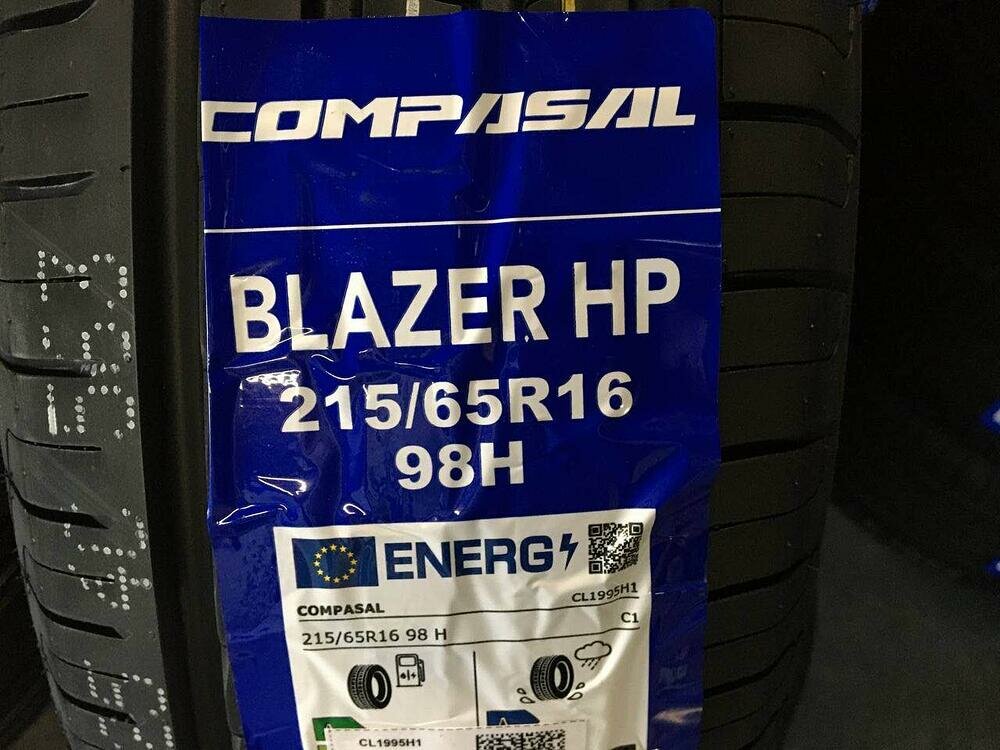 COMPASAL
BLAZER HP
215/65R16
98H
ENERG
COMPASAL
CL1995H1
215/65R16 98 H
C1
A
A
CL1995H1